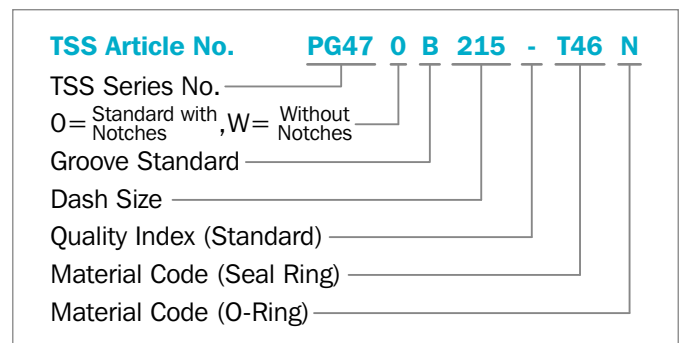 TSS Article No. PG47 0 B 215 - T46 N
TSS Series No.
0= Standard with Notches, W= Without Notches
Groove Standard
Dash Size
Quality Index (Standard)
Material Code (Seal Ring)
Material Code (O-Ring)